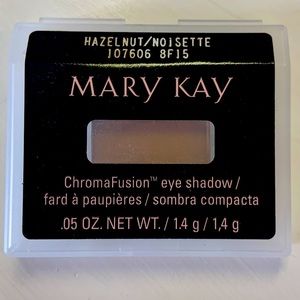 HAZELNUT/NOISETTE
107606 8F15
MARY KAY
ChromaFusion™ eye shadow /
fard à paupières / sombra compacta
.05 OZ. NET WT. / 1.4 g / 1,4 g